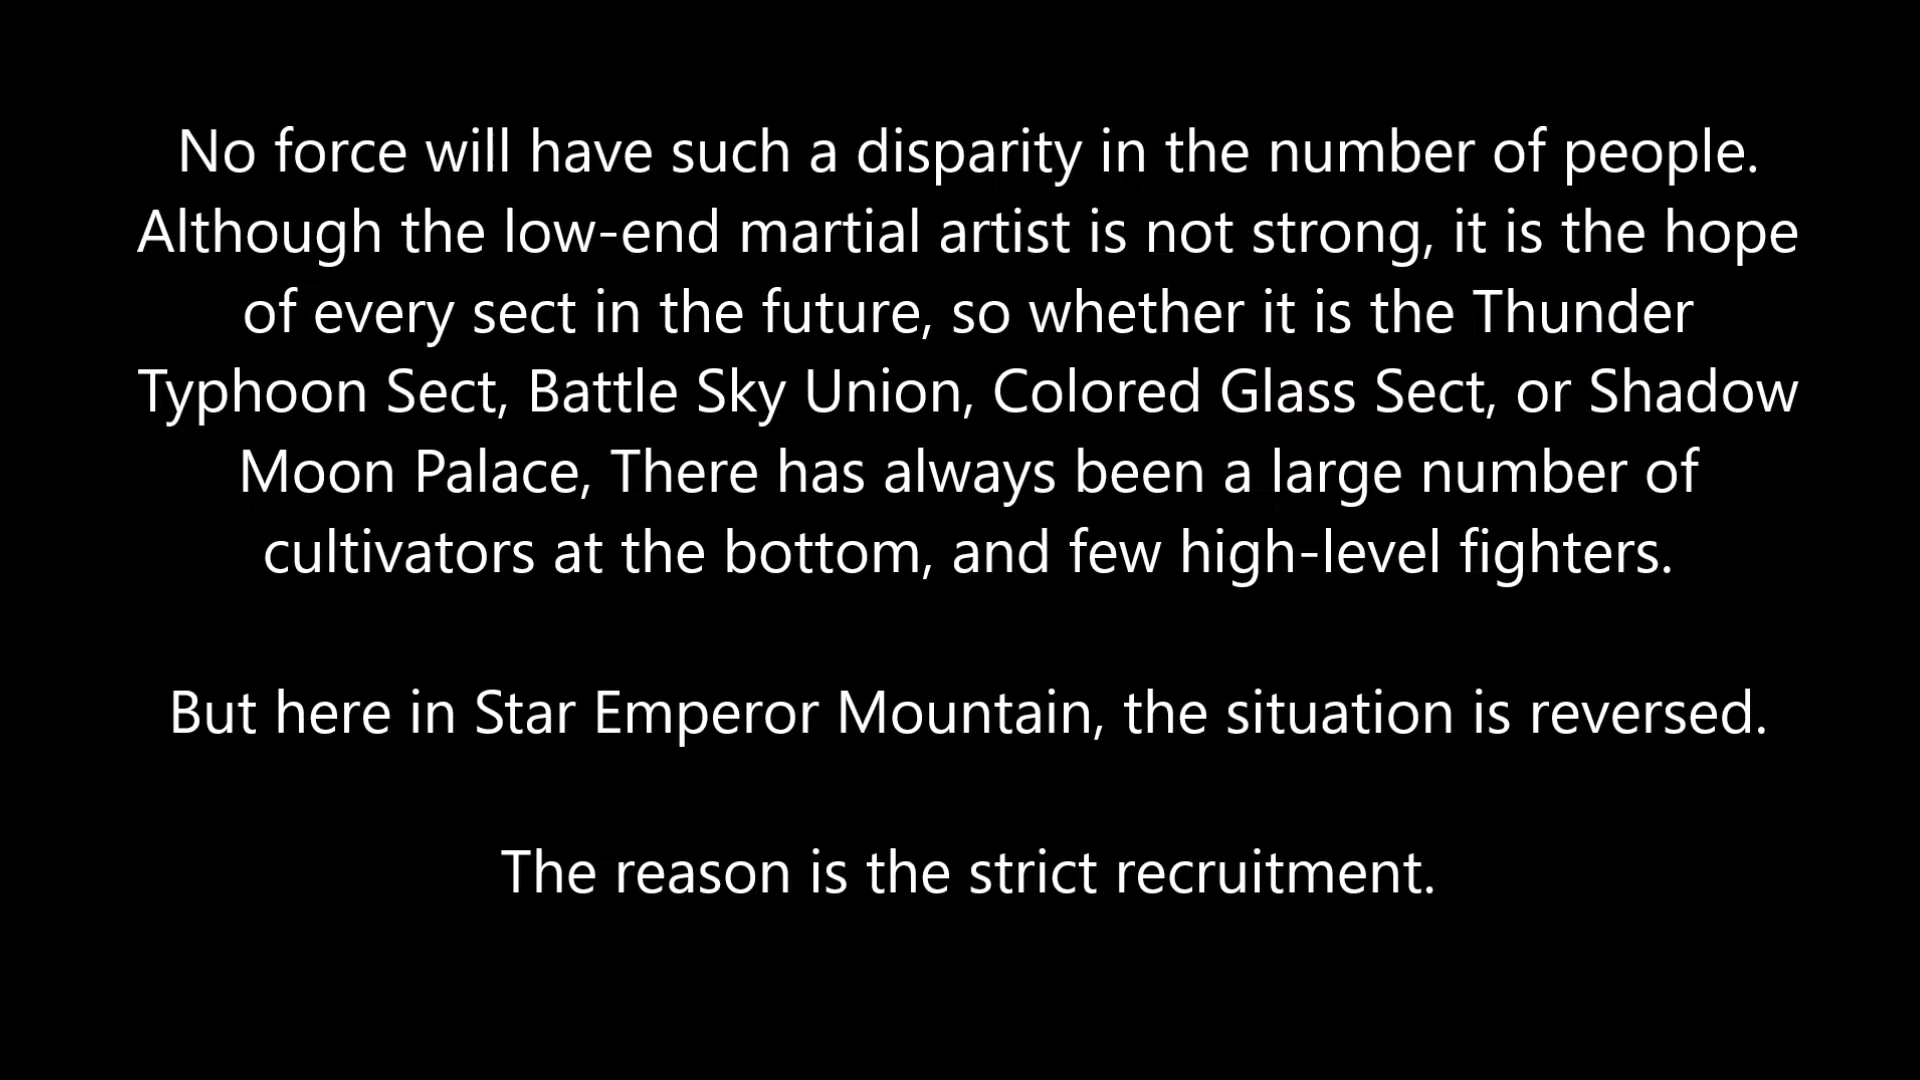 No force will have such a disparity in the number of people.
Although the low-end martial artist is not strong, it is the hope
of every sect in the future, so whether it is the Thunder
Typhoon Sect, Battle Sky Union, Colored Glass Sect, or Shadow
Moon Palace, There has always been a large number of
cultivators at the bottom, and few high-level fighters.
But here in Star Emperor Mountain, the situation is reversed.
The reason is the strict recruitment.